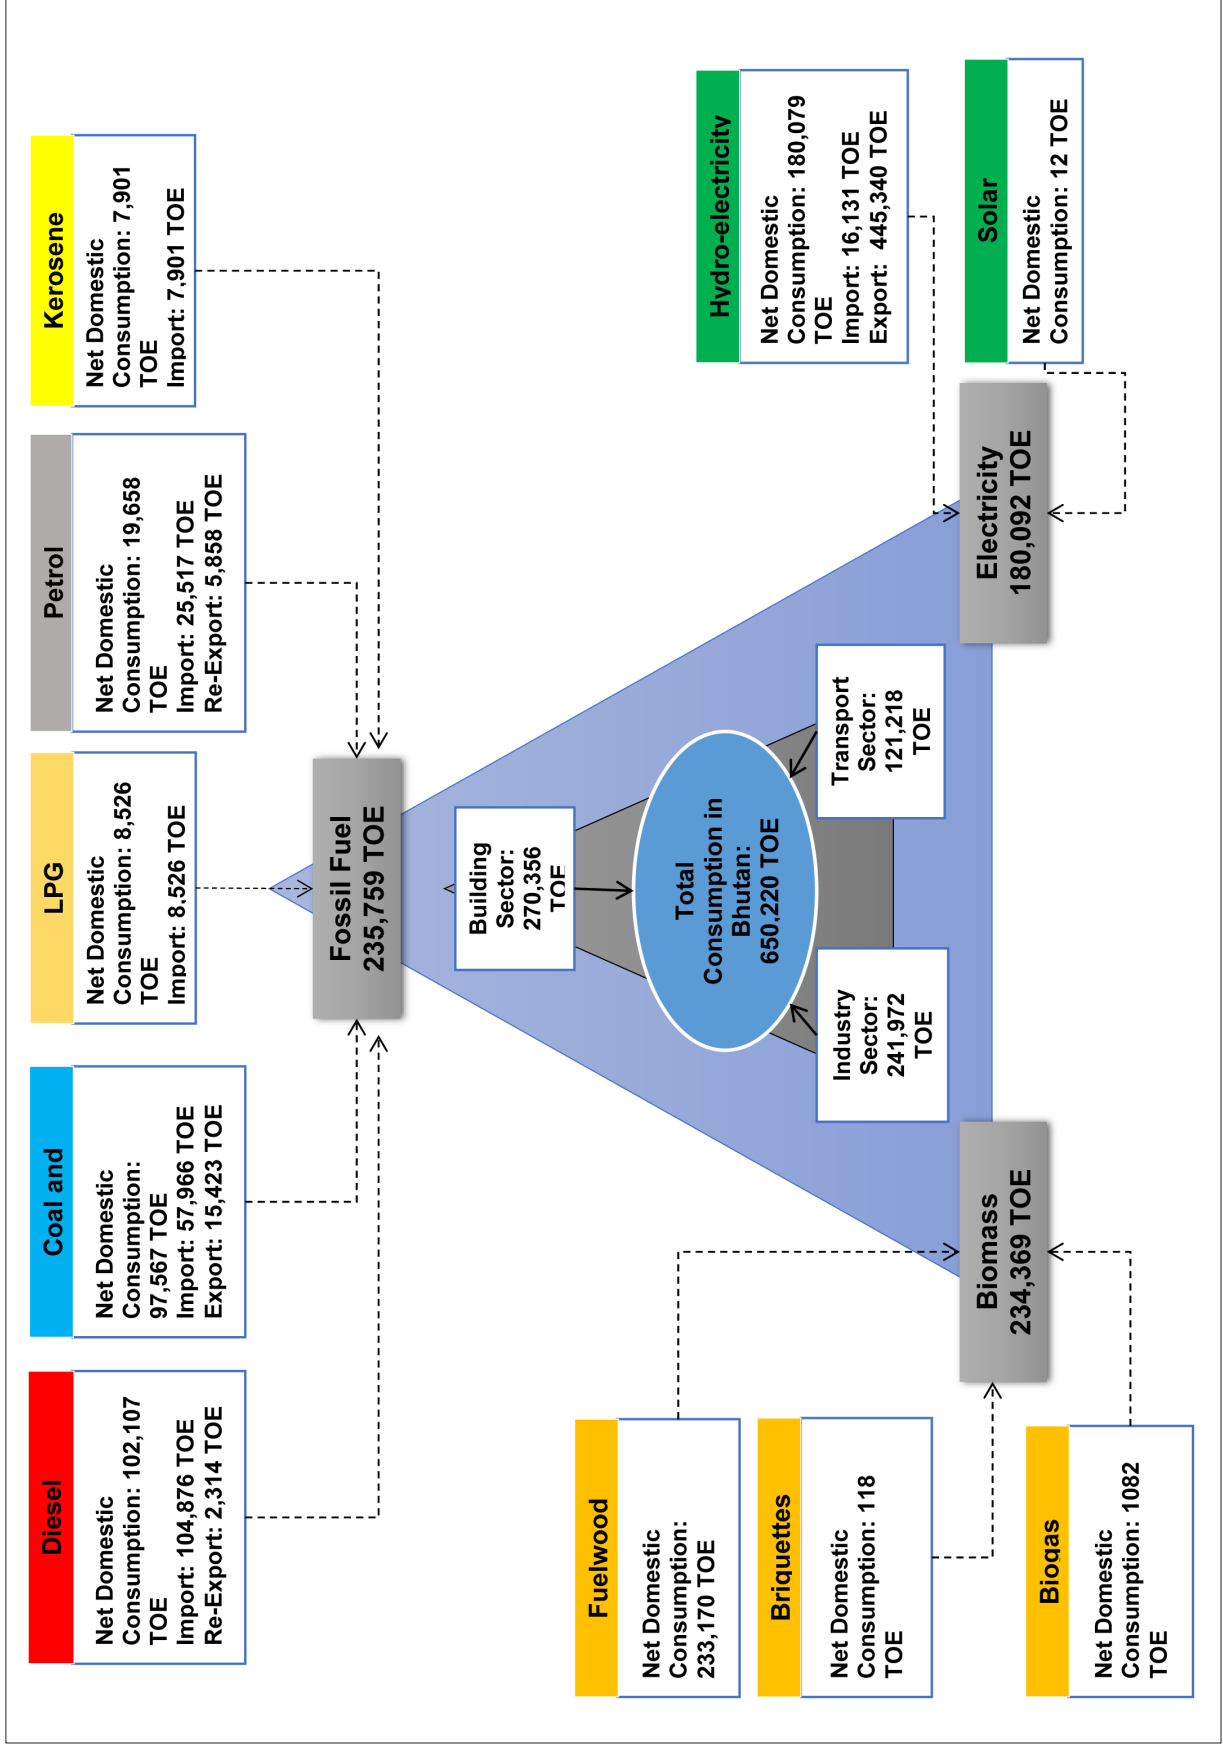 Diesel
Net Domestic
Consumption: 102,107
TOE
Import: 104,876 TOE
Re-Export: 2,314 TOE
Coal and
Net Domestic
Consumption:
97,567 TOE
Import: 57,966 TOE
Export: 15,423 TOE
LPG
Net Domestic
Consumption: 8,526
TOE
Import: 8,526 TOE
Petrol
Net Domestic
Consumption: 19,658
TOE
Import: 25,517 TOE
Re-Export: 5,858 TOE
Kerosene
Net Domestic
Consumption: 7,901
TOE
Import: 7,901 TOE
Fossil Fuel
235,759 TOE
Building
Sector:
270,356
TOE
Total
Consumption in
Bhutan:
650,220 TOE
Industry
Sector:
241,972
TOE
Transport
Sector:
121,218
TOE
Fuelwood
Net Domestic
Consumption:
233,170 TOE
Briquettes
Net Domestic
Consumption: 118
TOE
Biogas
Net Domestic
Consumption: 1082
TOE
Biomass
234,369 TOE
Electricity
180,092 TOE
Hydro-electricity
Net Domestic
Consumption: 180,079
TOE
Import: 16,131 TOE
Export: 445,340 TOE
Solar
Net Domestic
Consumption: 12 TOE